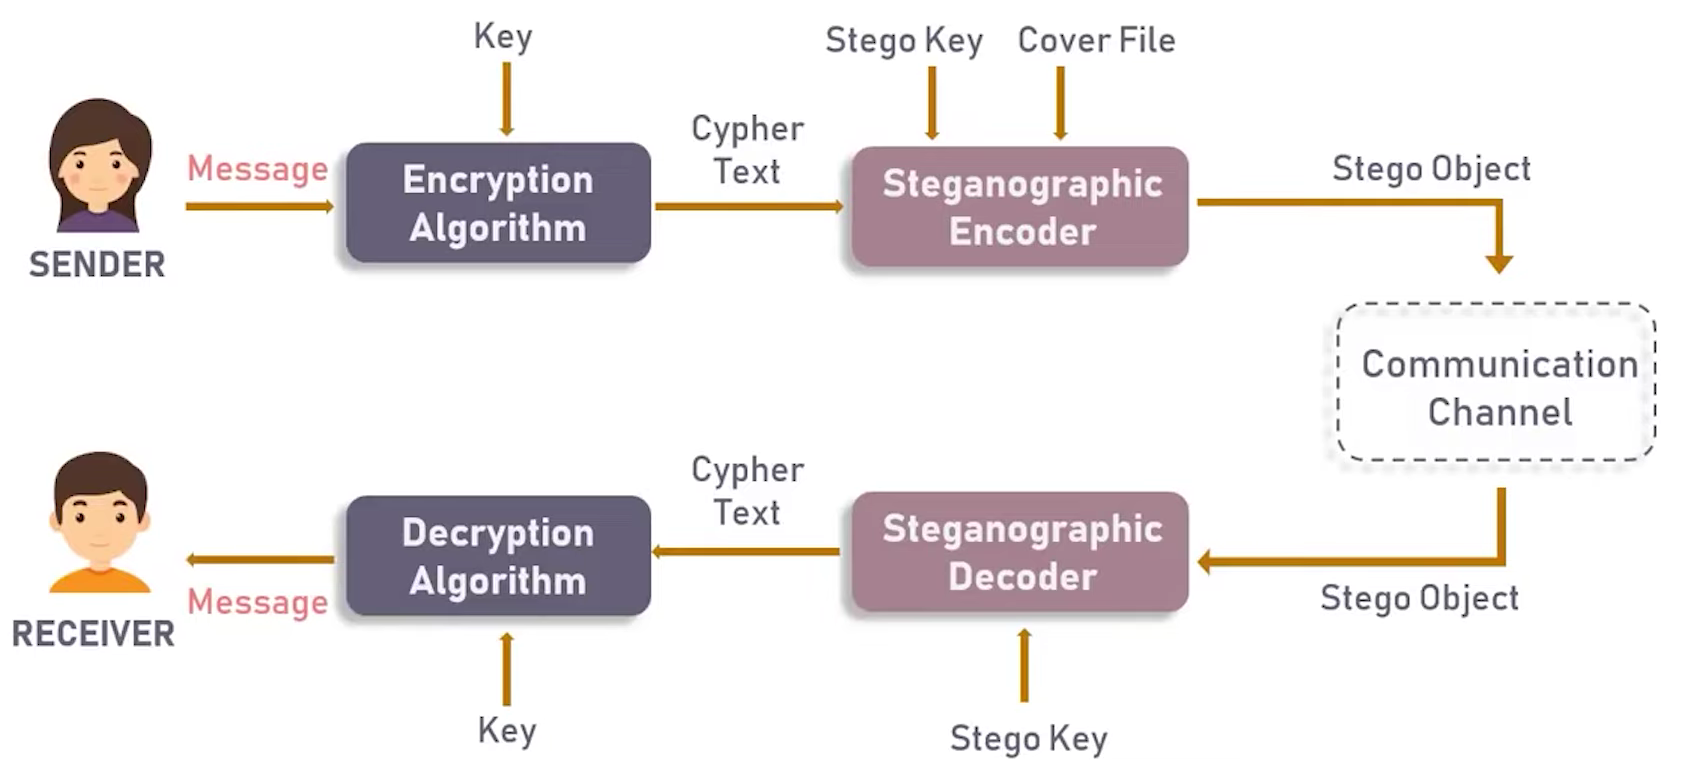 Key
Stego Key
Cover File
Message
Encryption
Algorithm
Cypher
Text
Steganographic
Encoder
Stego Object
SENDER
Communication
Channel
RECEIVER
Message
Decryption
Algorithm
Cypher
Text
Steganographic
Decoder
Stego Object
Key
Stego Key